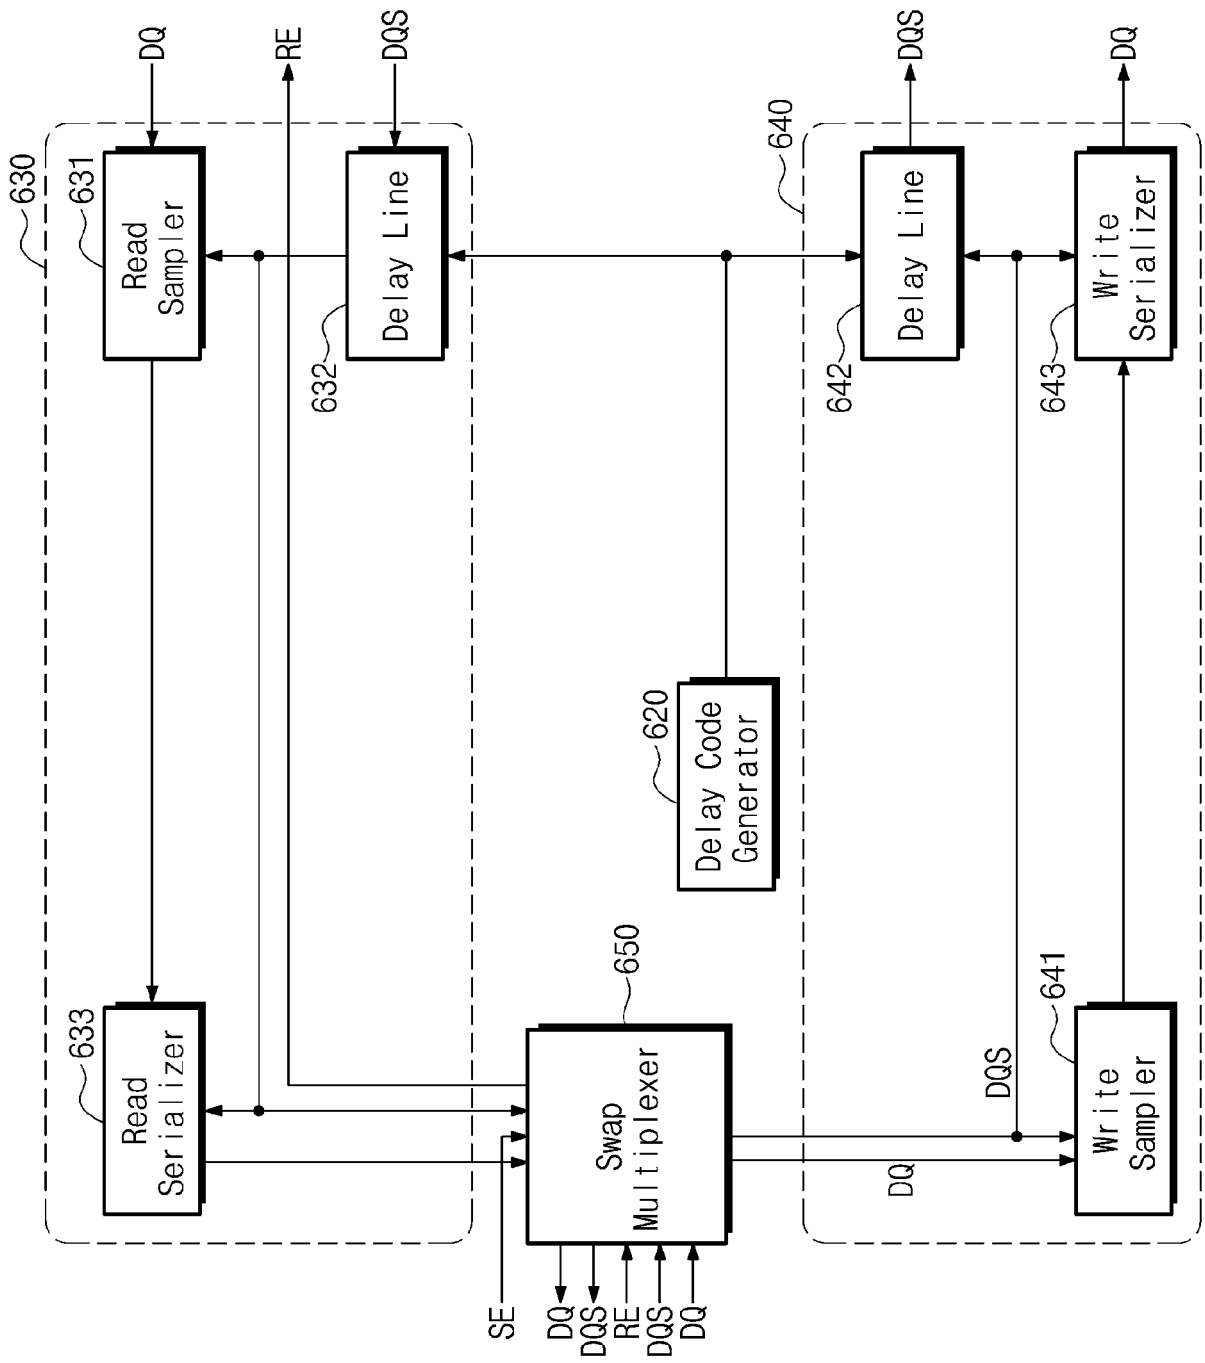 DQ
RE
DQS
DQS
DQ
630
631
Read
Sampler
632
Delay Line
640
642
Delay Line
643
Write
Serializer
620
Delay Code
Generator
633
Read
Serializer
650
Swap
Multiplexer
641
Write
Sampler
DQS
DQ
SE
DQ
DQS
RE
DQS
DQ